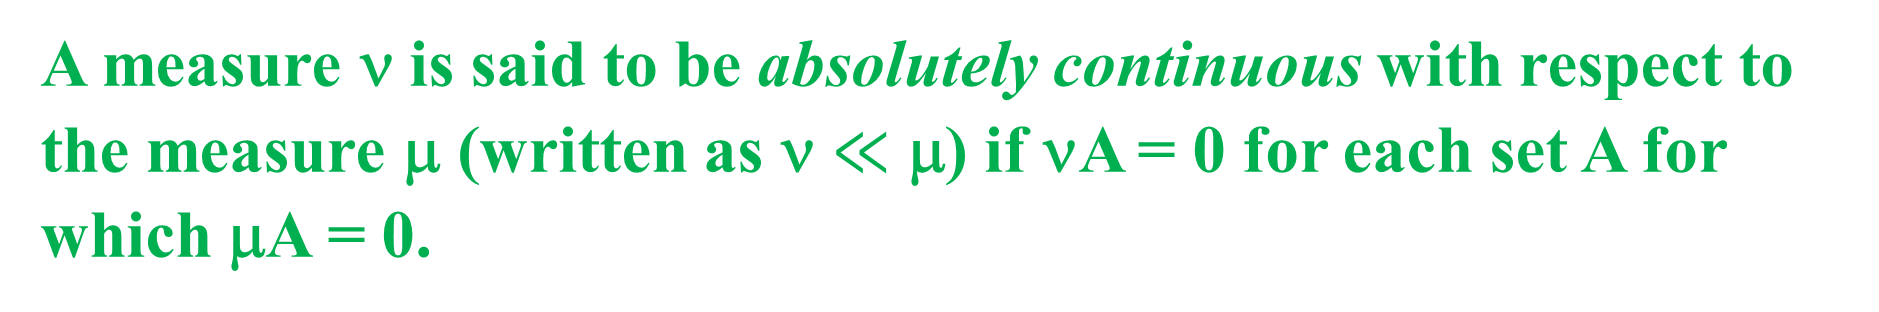 A measure ν is said to be absolutely continuous with respect to
the measure μ (written as ν ≪ μ) if νA = 0 for each set A for
which μA = 0.